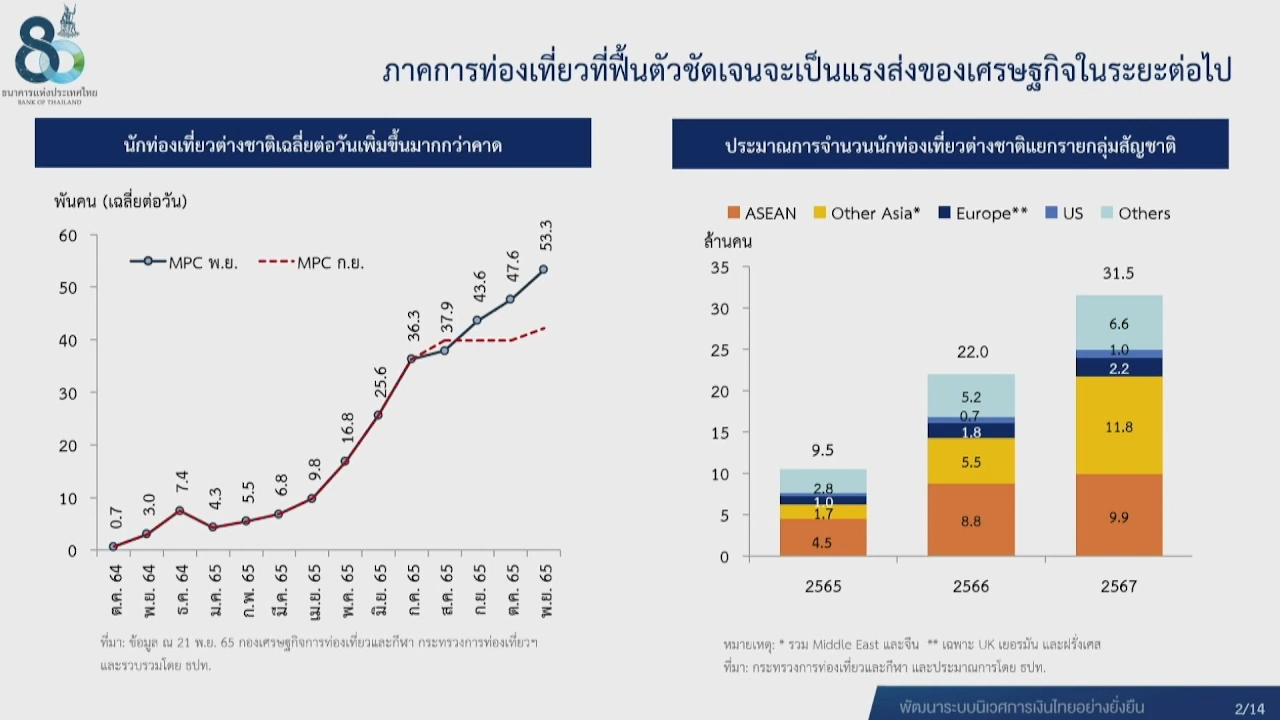 80
ธนาคารแห่งประเทศไทย
BANK OF THAILAND
ภาคการท่องเที่ยวที่ฟื้นตัวชัดเจนจะเป็นแรงส่งของเศรษฐกิจในระยะต่อไป
นักท่องเที่ยวต่างชาติเฉลี่ยต่อวันเพิ่มขึ้นมากกว่าคาด
พันคน (เฉลี่ยต่อวัน)
MPC พ.ย. MPC ก.ย.
60
50
40
30
20
10
0
0.7 3.0 7.4 4.3 5.5 6.8 9.8 16.8 25.6 36.3 37.9 43.6 47.6 53.3
ต.ค. 64 พ.ย. 64 ธ.ค. 64 ม.ค. 65 ก.พ. 65 มี.ค. 65 เม.ย. 65 พ.ค. 65 มิ.ย. 65 ก.ค. 65 ส.ค. 65 ก.ย. 65 ต.ค. 65 พ.ย. 65
ที่มา: ข้อมูล ณ 21 พ.ย. 65 กองเศรษฐกิจการท่องเที่ยวและกีฬา กระทรวงการท่องเที่ยวฯ
และรวบรวมโดย ธปท.
ประมาณการจำนวนนักท่องเที่ยวต่างชาติแยกรายกลุ่มสัญชาติ
ASEAN Other Asia* Europe** US Others
ล้านคน
35
30
25
20
15
10
5
0
9.5
2.8
1.0
1.7
4.5
22.0
5.2
0.7
1.8
5.5
8.8
31.5
6.6
1.0
2.2
11.8
9.9
2565 2566 2567
หมายเหตุ: * รวม Middle East และจีน ** เฉพาะ UK เยอรมัน และฝรั่งเศส
ที่มา: กระทรวงการท่องเที่ยวและกีฬา และประมาณการโดย ธปท.
พัฒนาระบบนิเวศการเงินไทยอย่างยั่งยืน 2/14